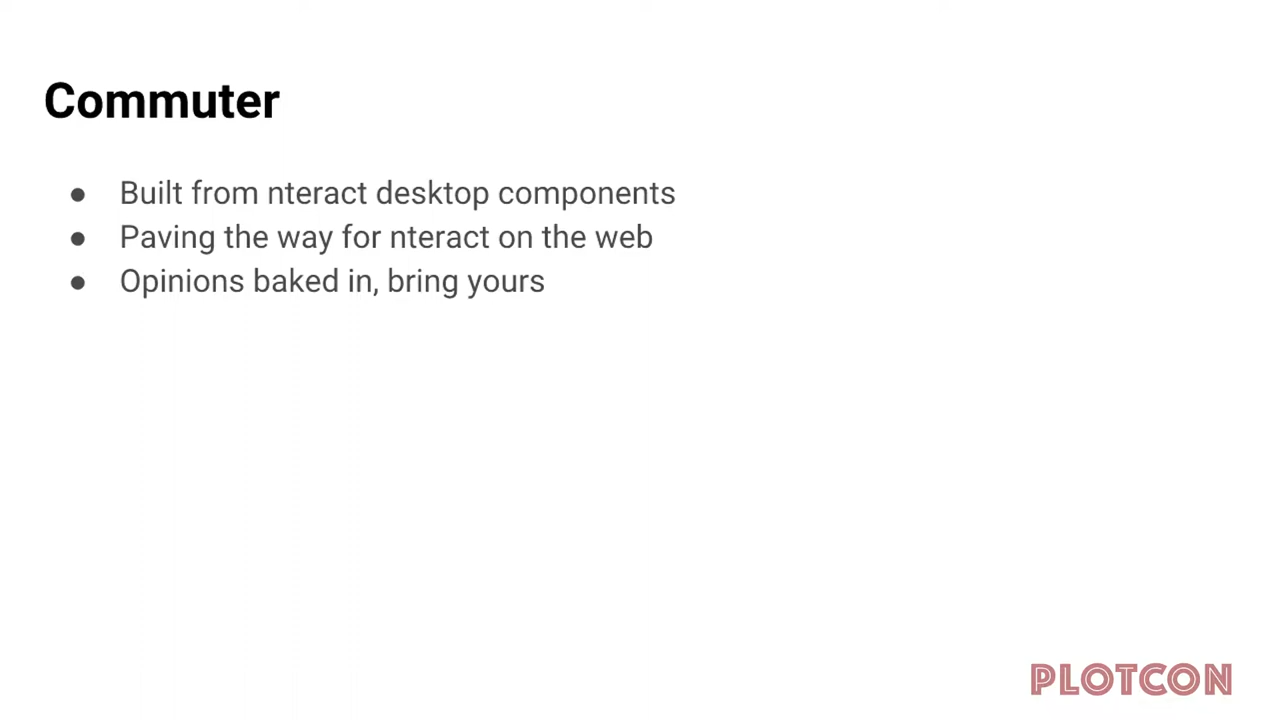 Commuter
● Built from nteract desktop components
● Paving the way for nteract on the web
● Opinions baked in, bring yours
PLOTCON